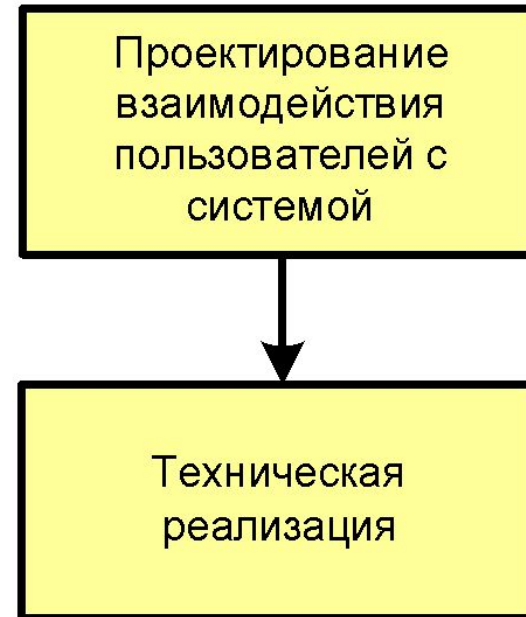 Проектирование
взаимодействия
пользователей с
системой
Техническая
реализация